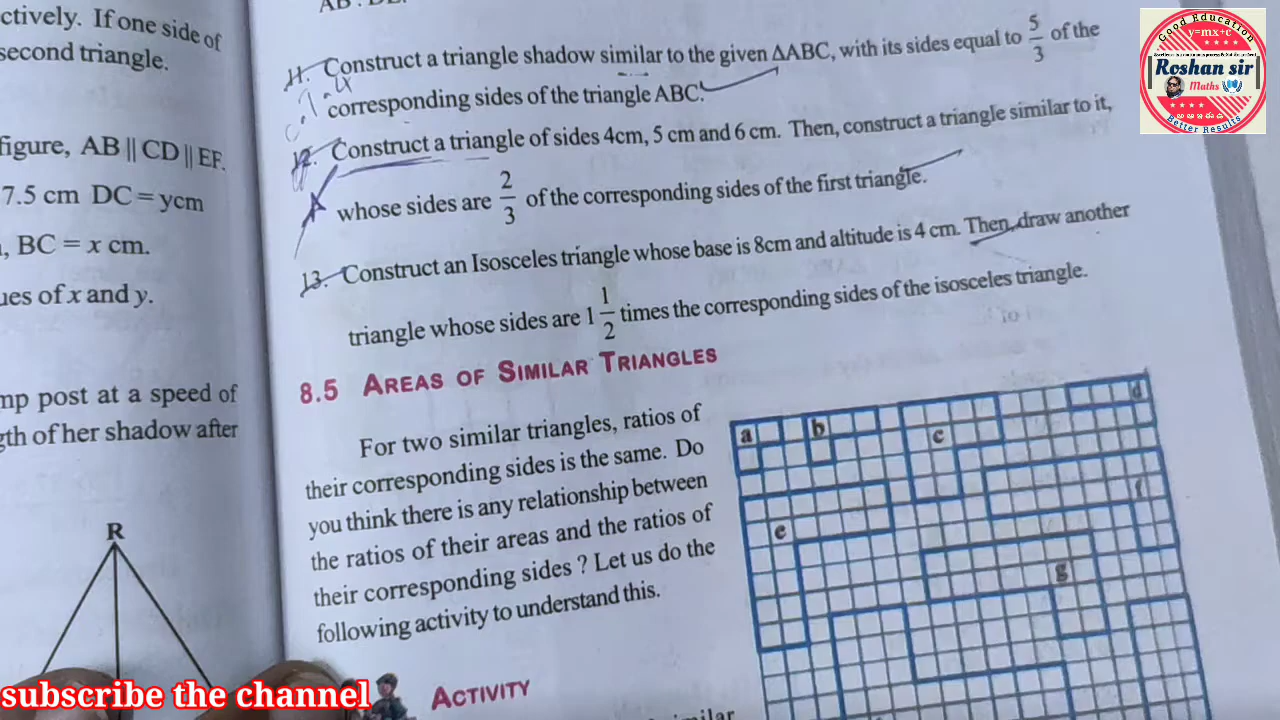 ctively. If one side of
second triangle.
figure, AB || CD || EF.
7.5 cm DC = ycm
, BC = x cm.
ues of x and y.
mp post at a speed of
gth of her shadow after
R
AB : DE.
11. Construct a triangle shadow similar to the given ΔABC, with its sides equal to 5/3 of the
corresponding sides of the triangle ABC.
12. Construct a triangle of sides 4cm, 5 cm and 6 cm. Then, construct a triangle similar to it,
whose sides are 2/3 of the corresponding sides of the first triangle.
13. Construct an Isosceles triangle whose base is 8cm and altitude is 4 cm. Then, draw another
triangle whose sides are 1 1/2 times the corresponding sides of the isosceles triangle.
8.5 AREAS OF SIMILAR TRIANGLES
For two similar triangles, ratios of
their corresponding sides is the same. Do
you think there is any relationship between
the ratios of their areas and the ratios of
their corresponding sides ? Let us do the
following activity to understand this.
a b c d
e f
g
ACTIVITY
Good Education
y=mx+c
Roshan sir
Maths
Better Results
subscribe the channel